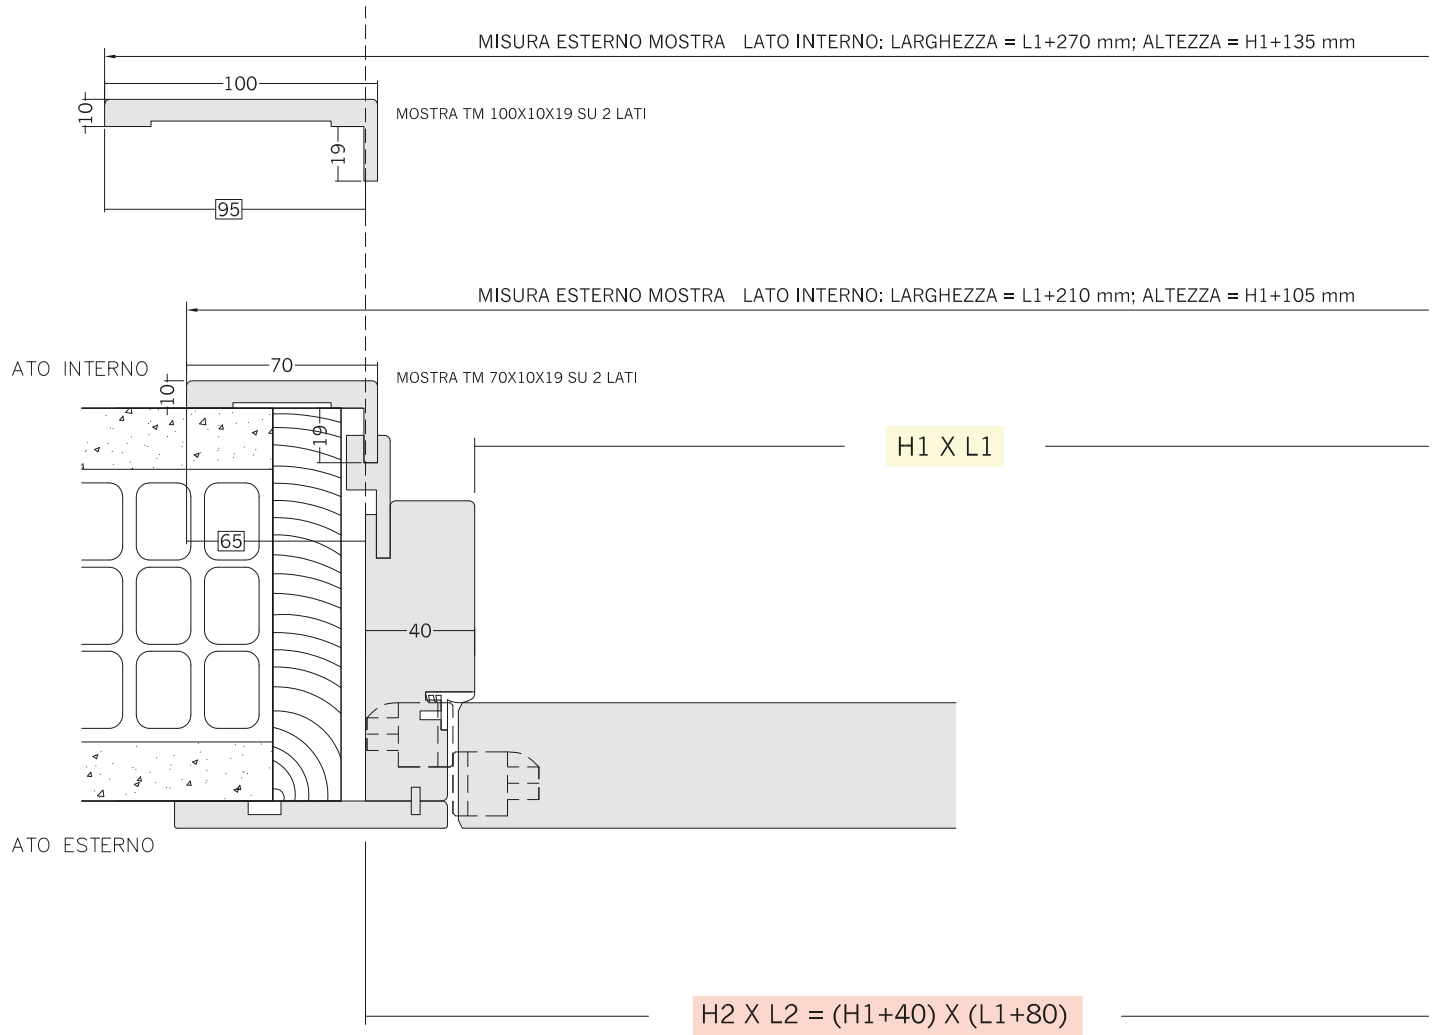 MISURA ESTERNO MOSTRA LATO INTERNO: LARGHEZZA = L1+270 mm; ALTEZZA = H1+135 mm
100
10
MOSTRA TM 100X10X19 SU 2 LATI
19
95
MISURA ESTERNO MOSTRA LATO INTERNO: LARGHEZZA = L1+210 mm; ALTEZZA = H1+105 mm
ATO INTERNO
70
10
MOSTRA TM 70X10X19 SU 2 LATI
19
H1 X L1
65
40
ATO ESTERNO
H2 X L2 = (H1+40) X (L1+80)